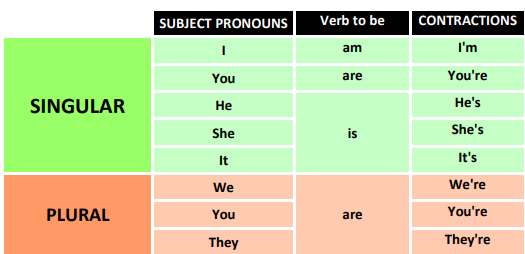 SUBJECT PRONOUNS Verb to be CONTRACTIONS
SINGULAR
I am I'm
You are You're
He is He's
She She's
It It's
PLURAL
We are We're
You You're
They They're